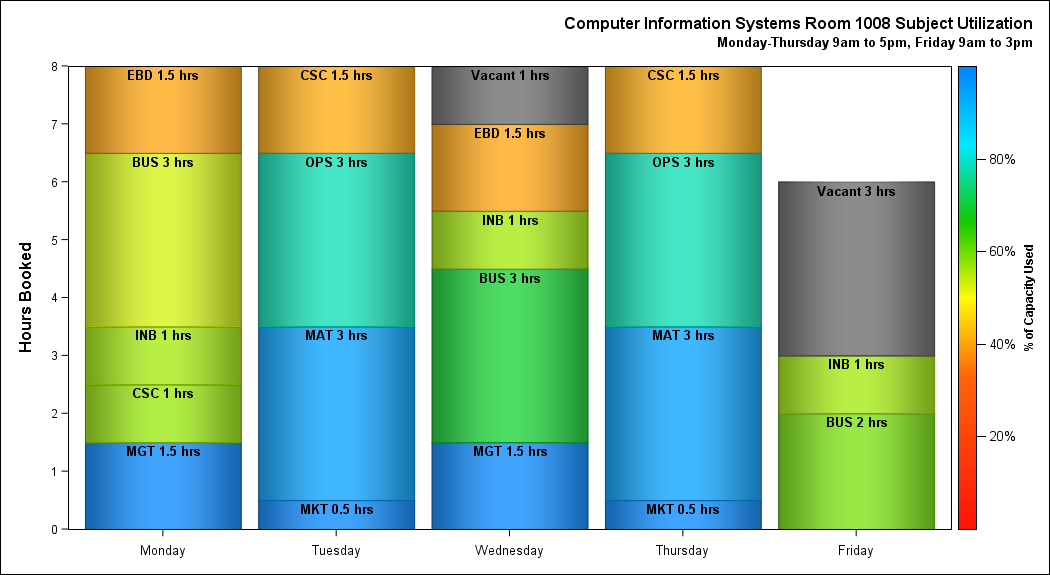 Computer Information Systems Room 1008 Subject Utilization
Monday-Thursday 9am to 5pm, Friday 9am to 3pm
Hours Booked
8
7
6
5
4
3
2
1
0
EBD 1.5 hrs
BUS 3 hrs
INB 1 hrs
CSC 1 hrs
MGT 1.5 hrs
CSC 1.5 hrs
OPS 3 hrs
MAT 3 hrs
MKT 0.5 hrs
Vacant 1 hrs
EBD 1.5 hrs
INB 1 hrs
BUS 3 hrs
MGT 1.5 hrs
CSC 1.5 hrs
OPS 3 hrs
MAT 3 hrs
MKT 0.5 hrs
Vacant 3 hrs
INB 1 hrs
BUS 2 hrs
Monday
Tuesday
Wednesday
Thursday
Friday
80%
60%
40%
20%
% of Capacity Used